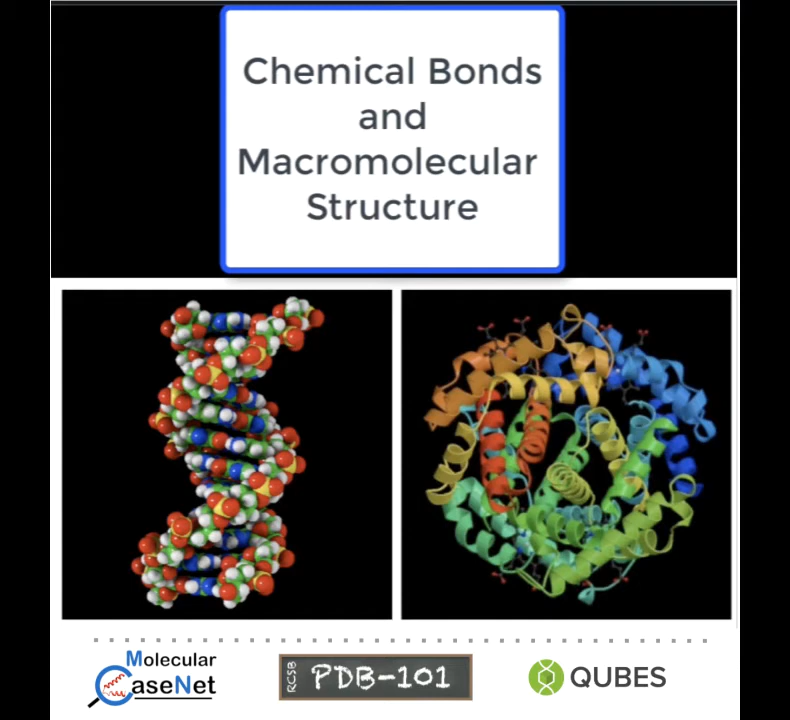 Chemical Bonds
and
Macromolecular
Structure
Molecular
CaseNet
RCSB
PDB-101
QUBES